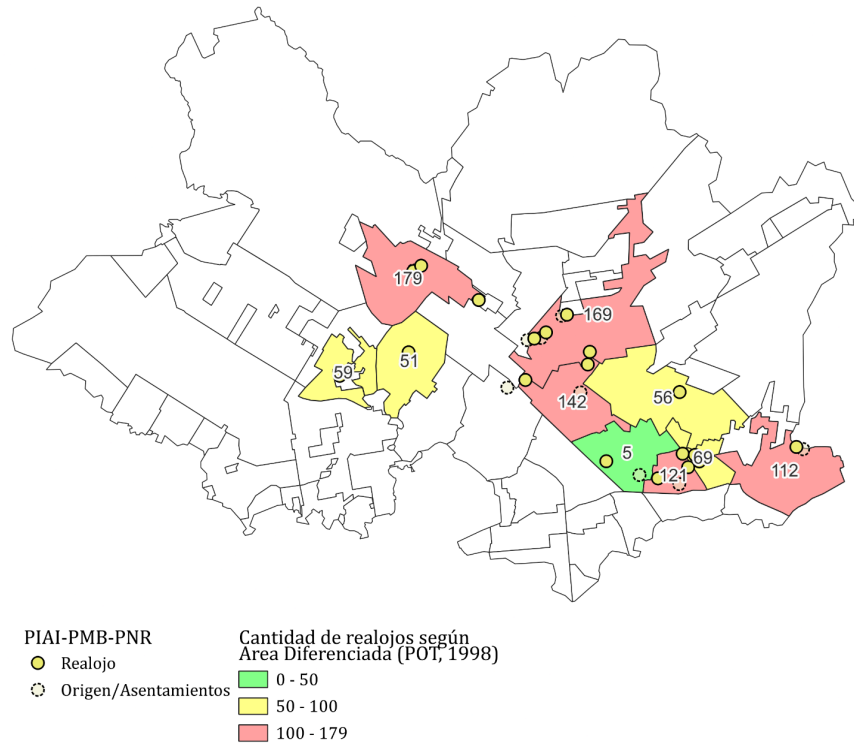 179
169
51
59
56
142
5
69
121
112
PIAI-PMB-PNR
Realojo
Origen/Asentamientos
Cantidad de realojos según
Area Diferenciada (POT, 1998)
0 - 50
50 - 100
100 - 179